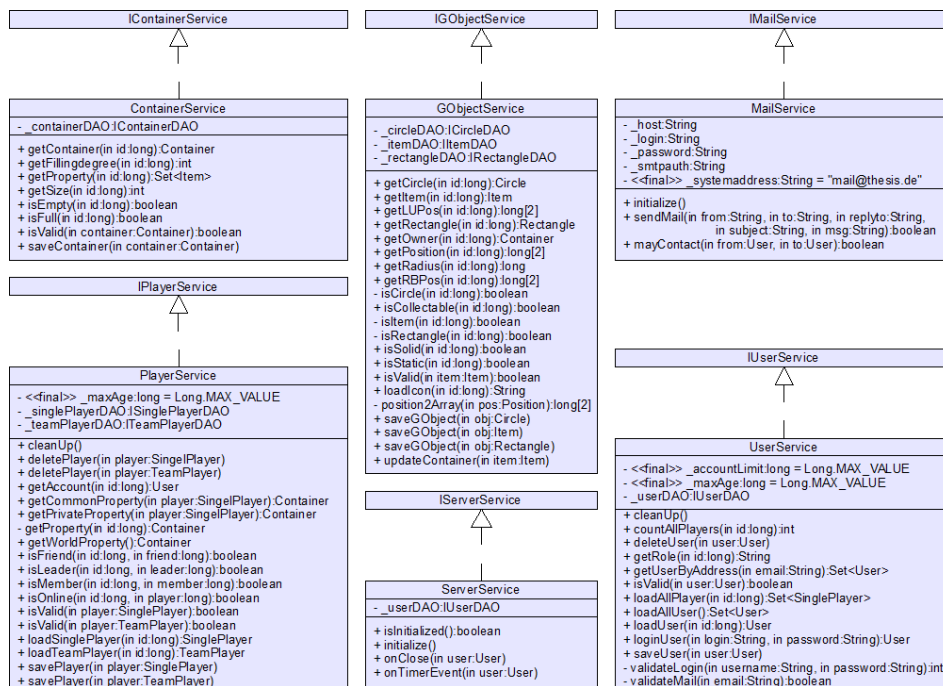 IContainerService
ContainerService
- _containerDAO:IContainerDAO
+ getContainer(in id:long):Container
+ getFillingdegree(in id:long):int
+ getProperty(in id:long):Set<Item>
+ getSize(in id:long):int
+ isEmpty(in id:long):boolean
+ isFull(in id:long):boolean
+ isValid(in container:Container):boolean
+ saveContainer(in container:Container)
IPlayerService
PlayerService
- <<final>> _maxAge:long = Long.MAX_VALUE
- _singlePlayerDAO:ISinglePlayerDAO
- _teamPlayerDAO:ITeamPlayerDAO
+ cleanUp()
+ deletePlayer(in player:SingelPlayer)
+ deletePlayer(in player:TeamPlayer)
+ getAccount(in id:long):User
+ getCommonProperty(in player:SingelPlayer):Container
+ getPrivateProperty(in player:SingelPlayer):Container
- getProperty(in id:long):Container
+ getWorldProperty():Container
+ isFriend(in id:long, in friend:long):boolean
+ isLeader(in id:long, in leader:long):boolean
+ isMember(in id:long, in member:long):boolean
+ isOnline(in id:long, in player:long):boolean
+ isValid(in player:SinglePlayer):boolean
+ isValid(in player:TeamPlayer):boolean
+ loadSinglePlayer(in id:long):SinglePlayer
+ loadTeamPlayer(in id:long):TeamPlayer
+ savePlayer(in player:SinglePlayer)
+ savePlayer(in player:TeamPlayer)
IGObjectService
GObjectService
- _circleDAO:ICircleDAO
- _itemDAO:IItemDAO
- _rectangleDAO:IRectangleDAO
+ getCircle(in id:long):Circle
+ getItem(in id:long):Item
+ getLUPos(in id:long):long[2]
+ getRectangle(in id:long):Rectangle
+ getOwner(in id:long):Container
+ getPosition(in id:long):long[2]
+ getRadius(in id:long):long
+ getRBPos(in id:long):long[2]
- isCircle(in id:long):boolean
+ isCollectable(in id:long):boolean
- isItem(in id:long):boolean
- isRectangle(in id:long):boolean
+ isSolid(in id:long):boolean
+ isStatic(in id:long):boolean
+ isValid(in item:Item):boolean
+ loadIcon(in id:long):String
- position2Array(in pos:Position):long[2]
+ saveGObject(in obj:Circle)
+ saveGObject(in obj:Item)
+ saveGObject(in obj:Rectangle)
+ updateContainer(in item:Item)
IServerService
ServerService
- _userDAO:IUserDAO
+ isInitialized():boolean
+ initialize()
+ onClose(in user:User)
+ onTimerEvent(in user:User)
IMailService
MailService
- _host:String
- _login:String
- _password:String
- _smtpauth:String
- <<final>> _systemaddress:String = "mail@thesis.de"
+ initialize()
+ sendMail(in from:String, in to:String, in replyto:String,
in subject:String, in msg:String):boolean
+ mayContact(in from:User, in to:User):boolean
IUserService
UserService
- <<final>> _accountLimit:long = Long.MAX_VALUE
- <<final>> _maxAge:long = Long.MAX_VALUE
- _userDAO:IUserDAO
+ cleanUp()
+ countAllPlayers(in id:long):int
+ deleteUser(in user:User)
+ getRole(in id:long):String
+ getUserByAddress(in email:String):Set<User>
+ isValid(in user:User):boolean
+ loadAllPlayer(in id:long):Set<SinglePlayer>
+ loadAllUser():Set<User>
+ loadUser(in id:long):User
+ loginUser(in login:String, in password:String):User
+ saveUser(in user:User)
- validateLogin(in username:String, in password:String):int
- validateMail(in email:String):boolean